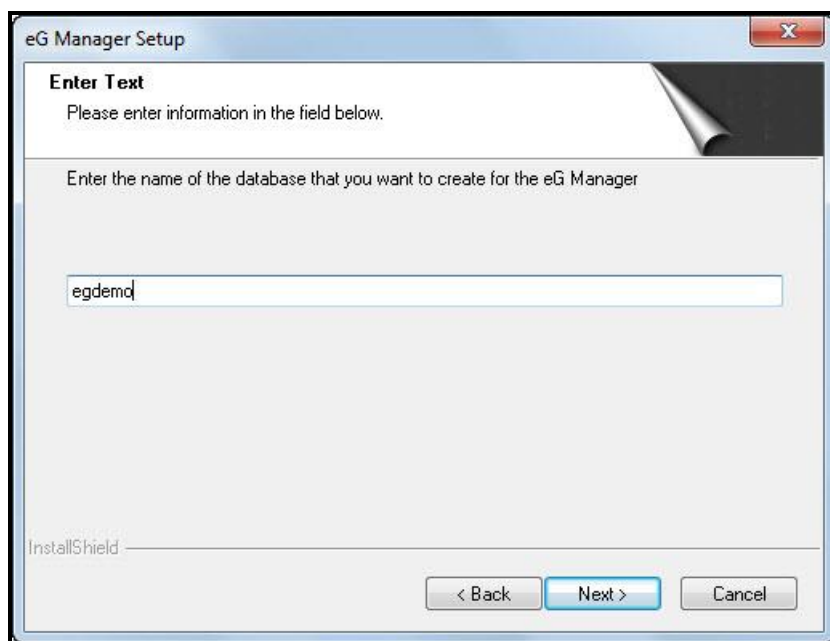 eG Manager Setup
Enter Text
Please enter information in the field below.
Enter the name of the database that you want to create for the eG Manager
egdemo
InstallShield
< Back
Next >
Cancel